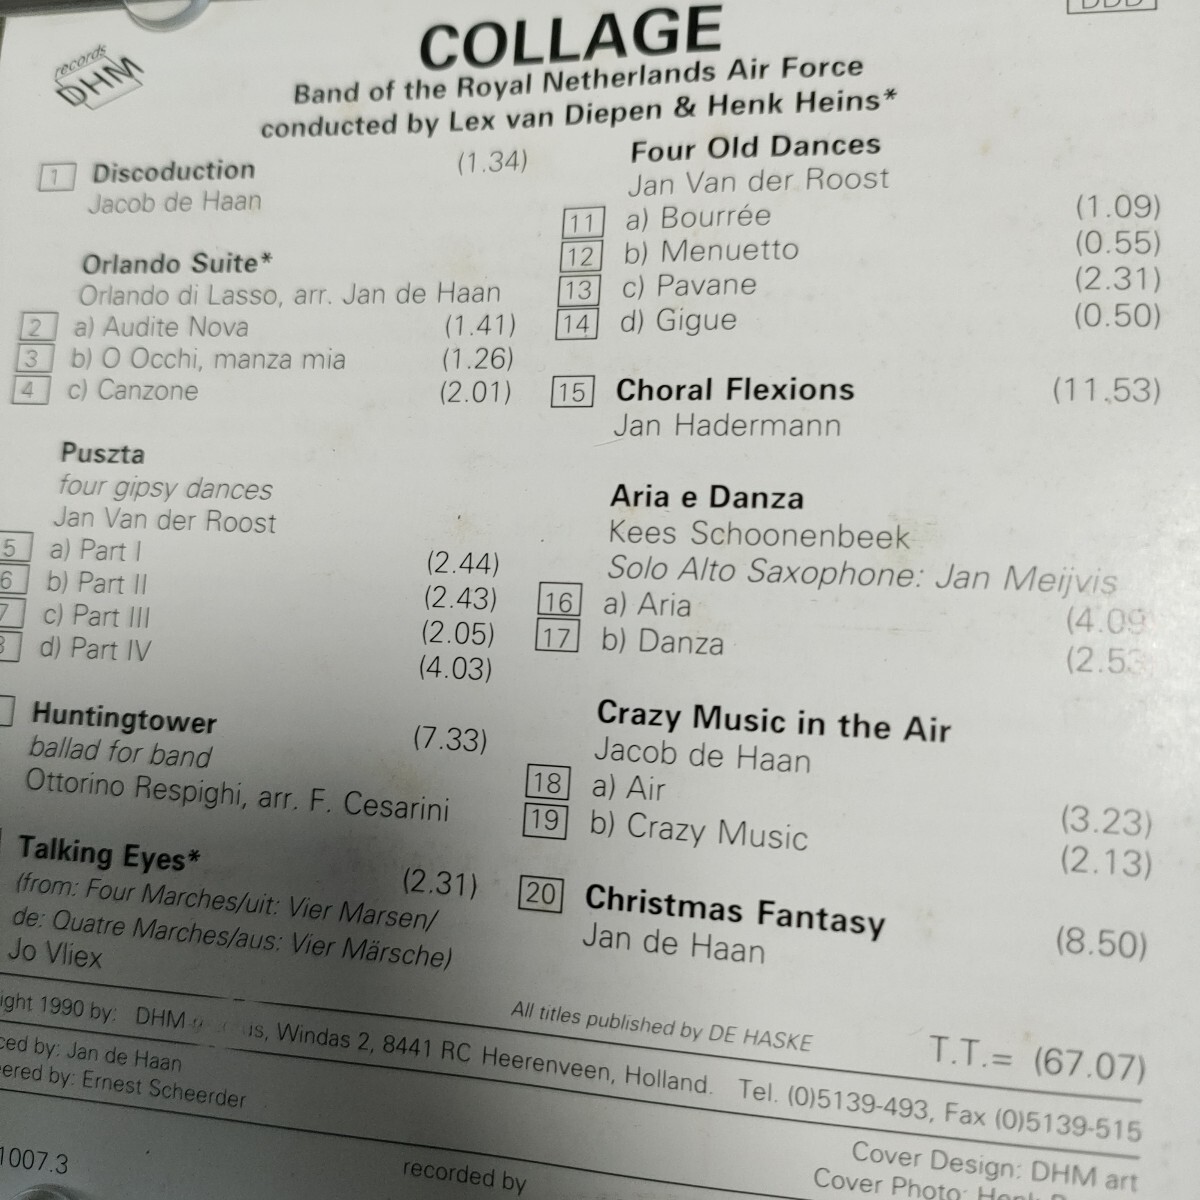 records
DHM
DDD
COLLAGE
Band of the Royal Netherlands Air Force
conducted by Lex van Diepen & Henk Heins*
1 Discoduction (1.34)
Jacob de Haan
Orlando Suite*
Orlando di Lasso, arr. Jan de Haan
2 a) Audite Nova (1.41)
3 b) O Occhi, manza mia (1.26)
4 c) Canzone (2.01)
Puszta
four gipsy dances
Jan Van der Roost
5 a) Part I (2.44)
6 b) Part II (2.43)
7 c) Part III (2.05)
8 d) Part IV (4.03)
Huntingtower (7.33)
ballad for band
Ottorino Respighi, arr. F. Cesarini
Talking Eyes* (2.31)
(from: Four Marches/uit: Vier Marsen/
de: Quatre Marches/aus: Vier Märsche)
Jo Vliex
Four Old Dances
Jan Van der Roost
11 a) Bourrée (1.09)
12 b) Menuetto (0.55)
13 c) Pavane (2.31)
14 d) Gigue (0.50)
15 Choral Flexions (11.53)
Jan Hadermann
Aria e Danza
Kees Schoonenbeek
Solo Alto Saxophone: Jan Meijvis
16 a) Aria (4.09
17 b) Danza (2.53
Crazy Music in the Air
Jacob de Haan
18 a) Air (3.23)
19 b) Crazy Music (2.13)
20 Christmas Fantasy (8.50)
Jan de Haan
All titles published by DE HASKE T.T.= (67.07)
ight 1990 by: DHM Windas 2, 8441 RC Heerenveen, Holland. Tel. (0)5139-493, Fax (0)5139-515
ced by: Jan de Haan
ered by: Ernest Scheerder
1007.3
recorded by
Cover Design: DHM art
Cover Photo: Henk